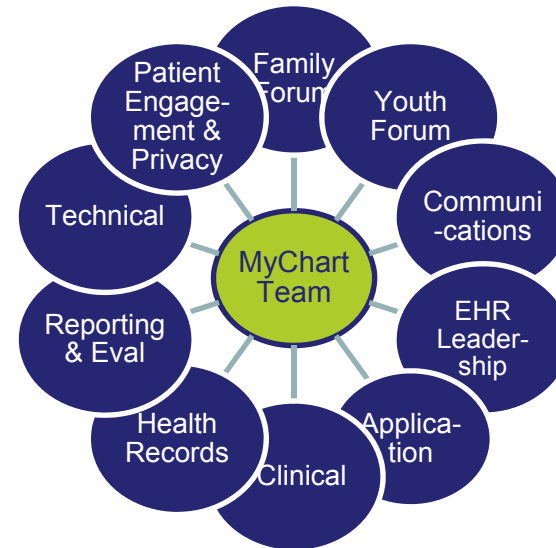 Family
Forum
Youth
Forum
Communi
-cations
EHR
Leader-
ship
Applica-
tion
Clinical
Health
Records
Reporting
& Eval
Technical
Patient
Engage-
ment &
Privacy
MyChart
Team